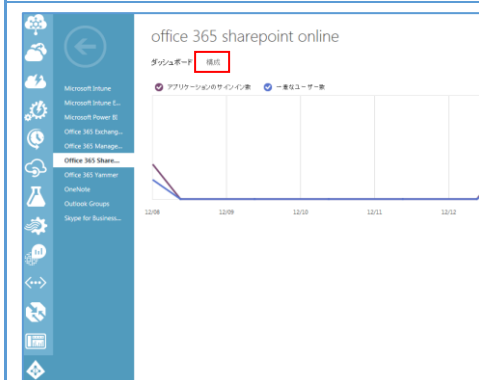 office 365 sharepoint online
ダッシュボード 構成
アプリケーションのサインイン数 一意なユーザー数
Microsoft Intune
Microsoft Intune E...
Microsoft Power BI
Office 365 Exchang...
Office 365 Manage...
Office 365 Share...
Office 365 Yammer
OneNote
Outlook Groups
Skype for Business...
12/08 12/09 12/10 12/11 12/12